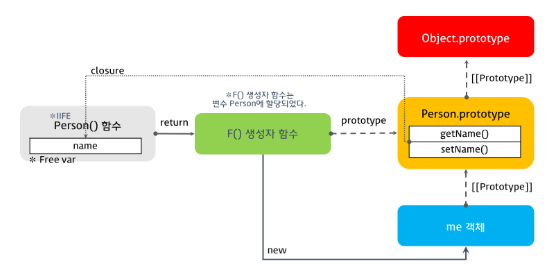 Object.prototype
[[Prototype]]
closure
※F() 생성자 함수는
변수 Person에 할당되었다.
※IIFE
Person() 함수
name
※ Free var
return
F() 생성자 함수
prototype
Person.prototype
getName()
setName()
[[Prototype]]
me 객체
new